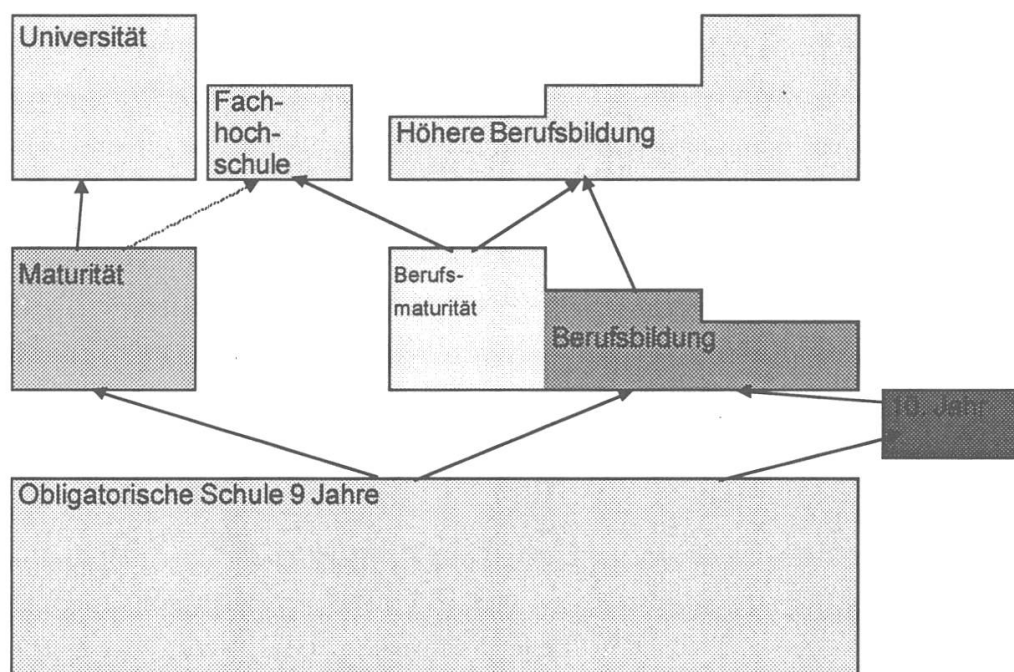 Universität
Fach-
hoch-
schule
Höhere Berufsbildung
Maturität
Berufs-
maturität
Berufsbildung
10. Jahr
Obligatorische Schule 9 Jahre